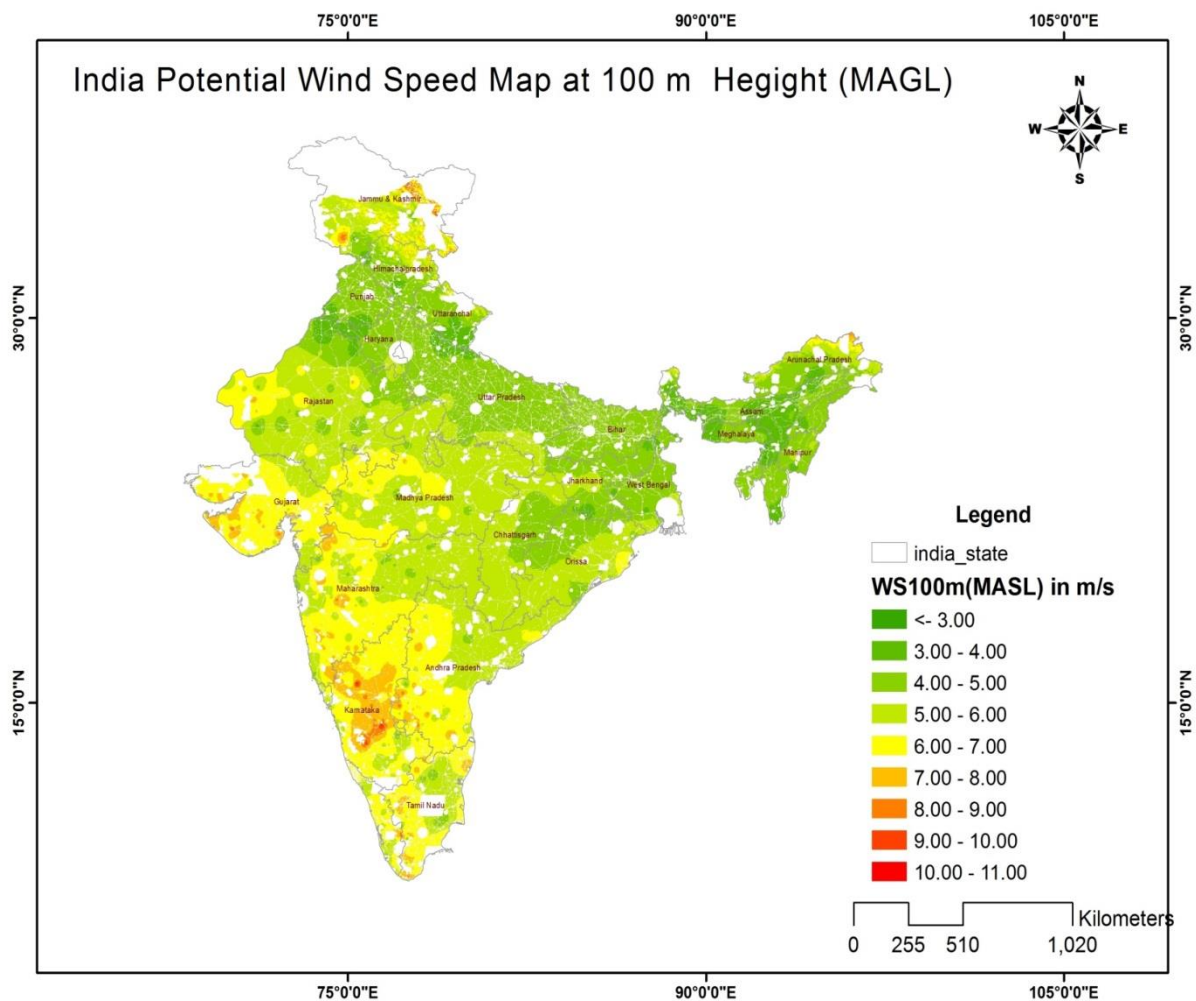 75°0'0"E 90°0'0"E 105°0'0"E
India Potential Wind Speed Map at 100 m Hegight (MAGL)
N
W E
S
Jammu & Kashmir
Himachalpradesh
Punjab
30°0'0"N 30°0'0"N
Uttaranchal
Haryana
Arunachal Pradesh
Uttar Pradesh
Rajastan
Assam
Bihar
Meghalaya
Manipur
Jharkhand
West Bengal
Madhya Pradesh
Gujarat
Legend
Chhattisgarh
india_state
Orissa
WS100m(MASL) in m/s
Maharashtra
<- 3.00
3.00 - 4.00
Andhra Pradesh
4.00 - 5.00
15°0'0"N 15°0'0"N
Karnataka
5.00 - 6.00
6.00 - 7.00
7.00 - 8.00
Tamil Nadu
8.00 - 9.00
9.00 - 10.00
10.00 - 11.00
Kilometers
0 255 510 1,020
75°0'0"E 90°0'0"E 105°0'0"E